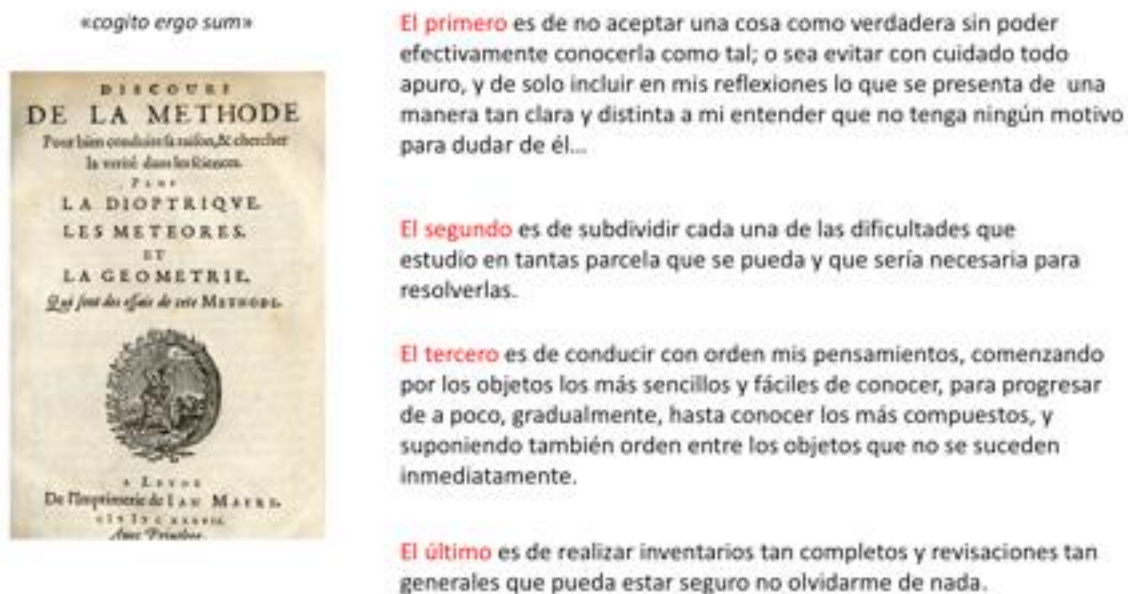 «cogito ergo sum»
DISCOURS
DE LA METHODE
Pour bien conduire sa raison, & chercher
la verité dans les sciences.
PLUS
LA DIOPTRIQVE.
LES METEORES.
ET
LA GEOMETRIE.
Qui sont des essais de cete METHODE.
A LEYDE
De l'Imprimerie de IAN MAIRE.
Auec Priuilege.
El primero es de no aceptar una cosa como verdadera sin poder
efectivamente conocerla como tal; o sea evitar con cuidado todo
apuro, y de solo incluir en mis reflexiones lo que se presenta de una
manera tan clara y distinta a mi entender que no tenga ningún motivo
para dudar de él...
El segundo es de subdividir cada una de las dificultades que
estudio en tantas parcela que se pueda y que sería necesaria para
resolverlas.
El tercero es de conducir con orden mis pensamientos, comenzando
por los objetos los más sencillos y fáciles de conocer, para progresar
de a poco, gradualmente, hasta conocer los más compuestos, y
suponiendo también orden entre los objetos que no se suceden
inmediatamente.
El último es de realizar inventarios tan completos y revisaciones tan
generales que pueda estar seguro no olvidarme de nada.